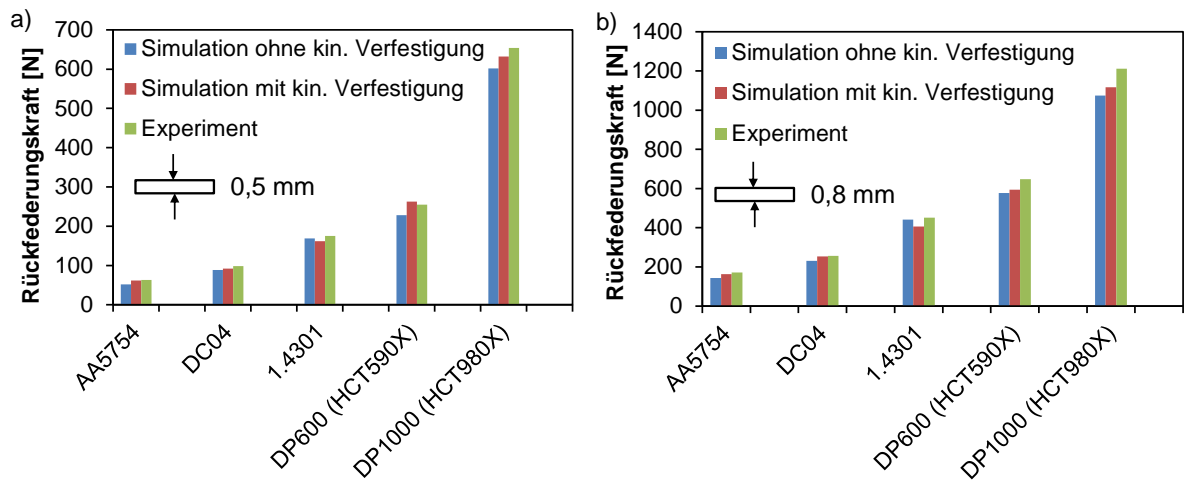 a)
Rückfederungskraft [N]
700
600
500
400
300
200
100
0
Simulation ohne kin. Verfestigung
Simulation mit kin. Verfestigung
Experiment
0,5 mm
AA5754
DC04
1.4301
DP600 (HCT590X)
DP1000 (HCT980X)
b)
Rückfederungskraft [N]
1400
1200
1000
800
600
400
200
0
Simulation ohne kin. Verfestigung
Simulation mit kin. Verfestigung
Experiment
0,8 mm
AA5754
DC04
1.4301
DP600 (HCT590X)
DP1000 (HCT980X)